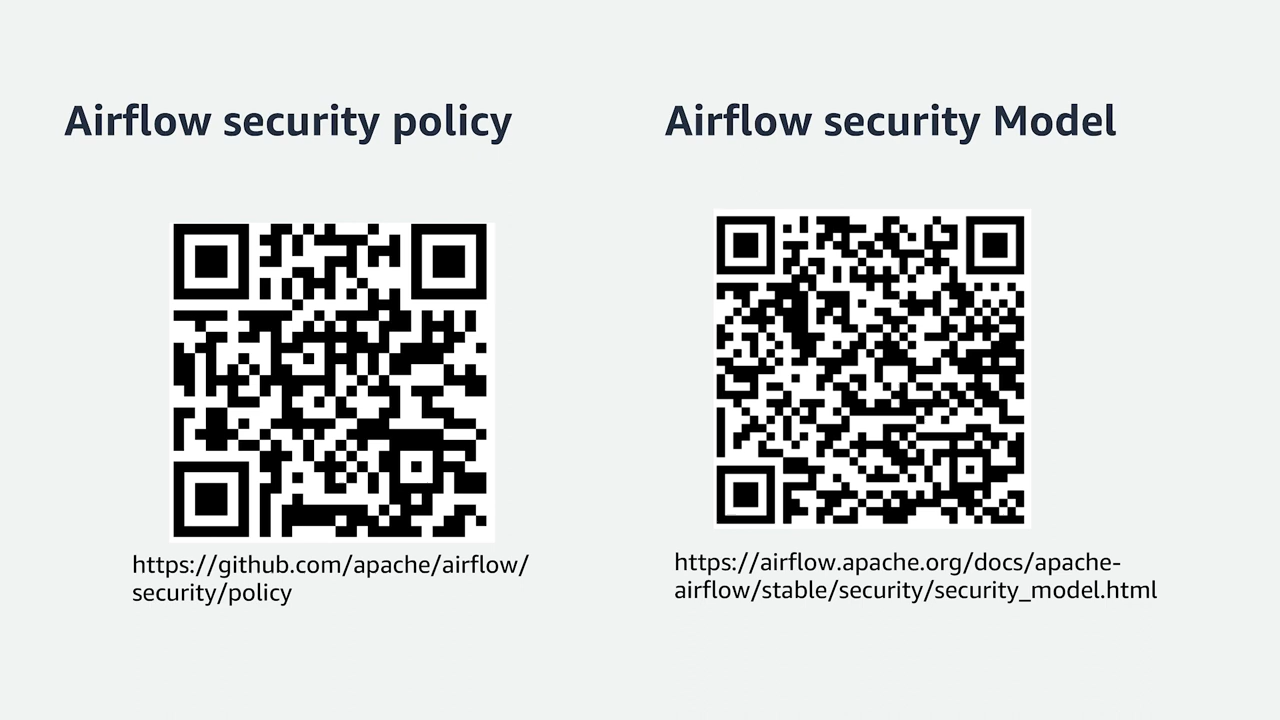 Airflow security policy
Airflow security Model
https://github.com/apache/airflow/
security/policy
https://airflow.apache.org/docs/apache-
airflow/stable/security/security_model.html